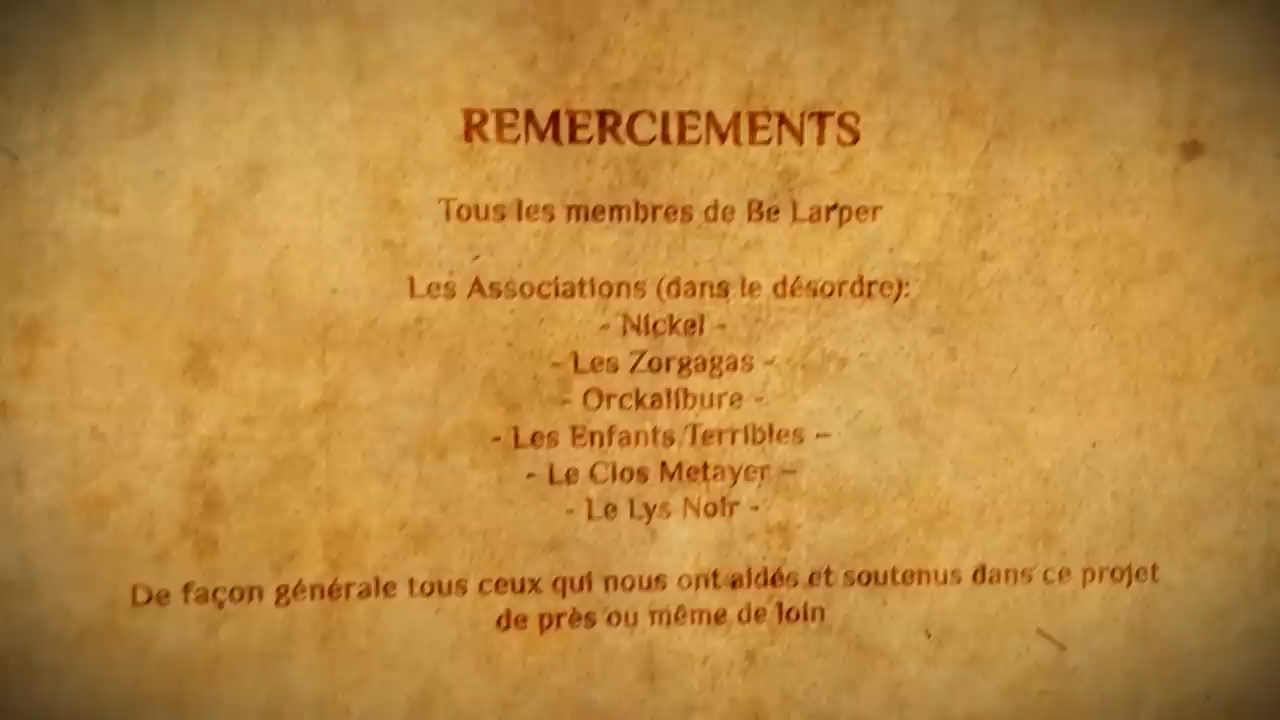 REMERCIEMENTS
Tous les membres de Be Larper
Les Associations (dans le désordre):
- Nickel -
- Les Zorgagas -
- Orckalibure -
- Les Enfants Terribles –
- Le Clos Metayer –
- Le Lys Noir -
De façon générale tous ceux qui nous ont aidés et soutenus dans ce projet
de près ou même de loin